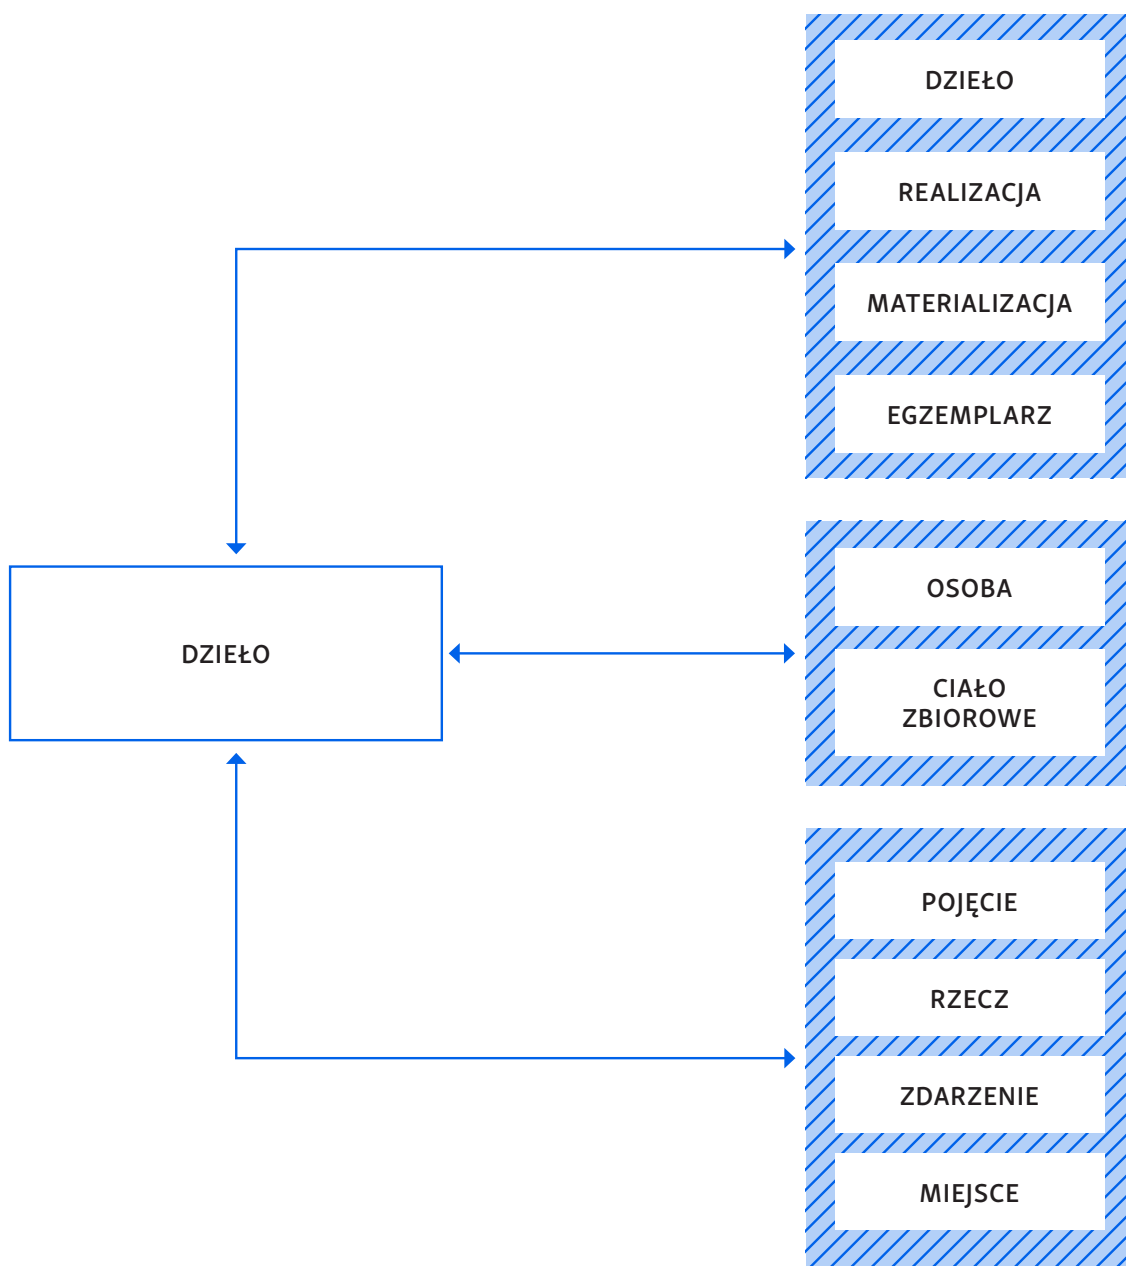 DZIEŁO
REALIZACJA
MATERIALIZACJA
EGZEMPLARZ
DZIEŁO
OSOBA
CIAŁO
ZBIOROWE
POJĘCIE
RZECZ
ZDARZENIE
MIEJSCE